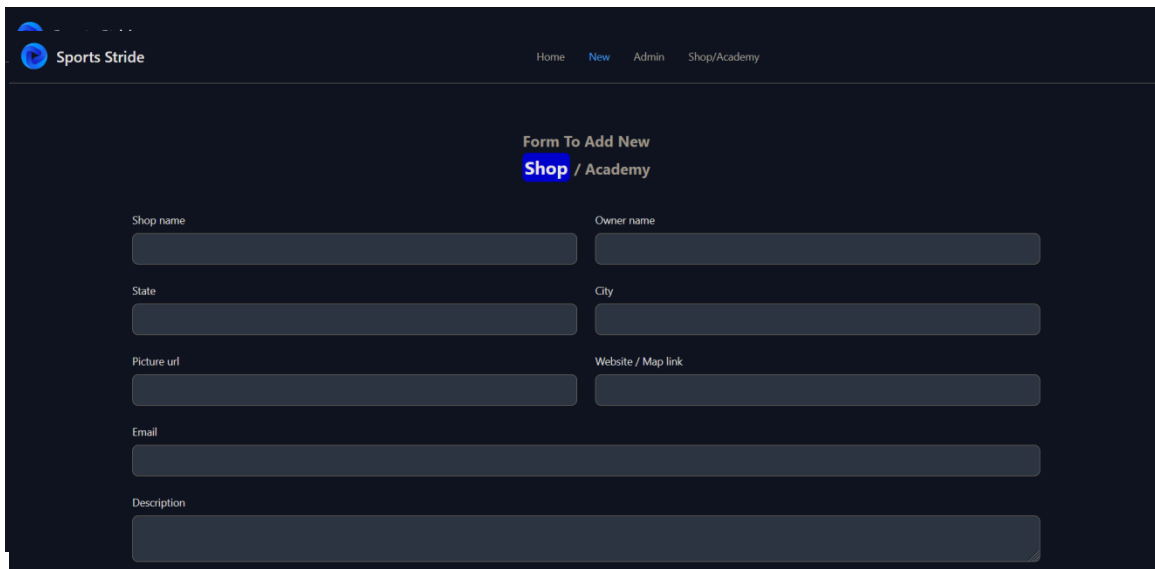 Sports Stride
Home New Admin Shop/Academy
Form To Add New
Shop / Academy
Shop name Owner name
State City
Picture url Website / Map link
Email
Description